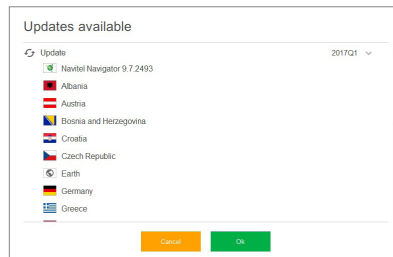 Updates available
Update 2017Q1
Navitel Navigator 9.7.2493
Albania
Austria
Bosnia and Herzegovina
Croatia
Czech Republic
Earth
Germany
Greece
Cancel Ok